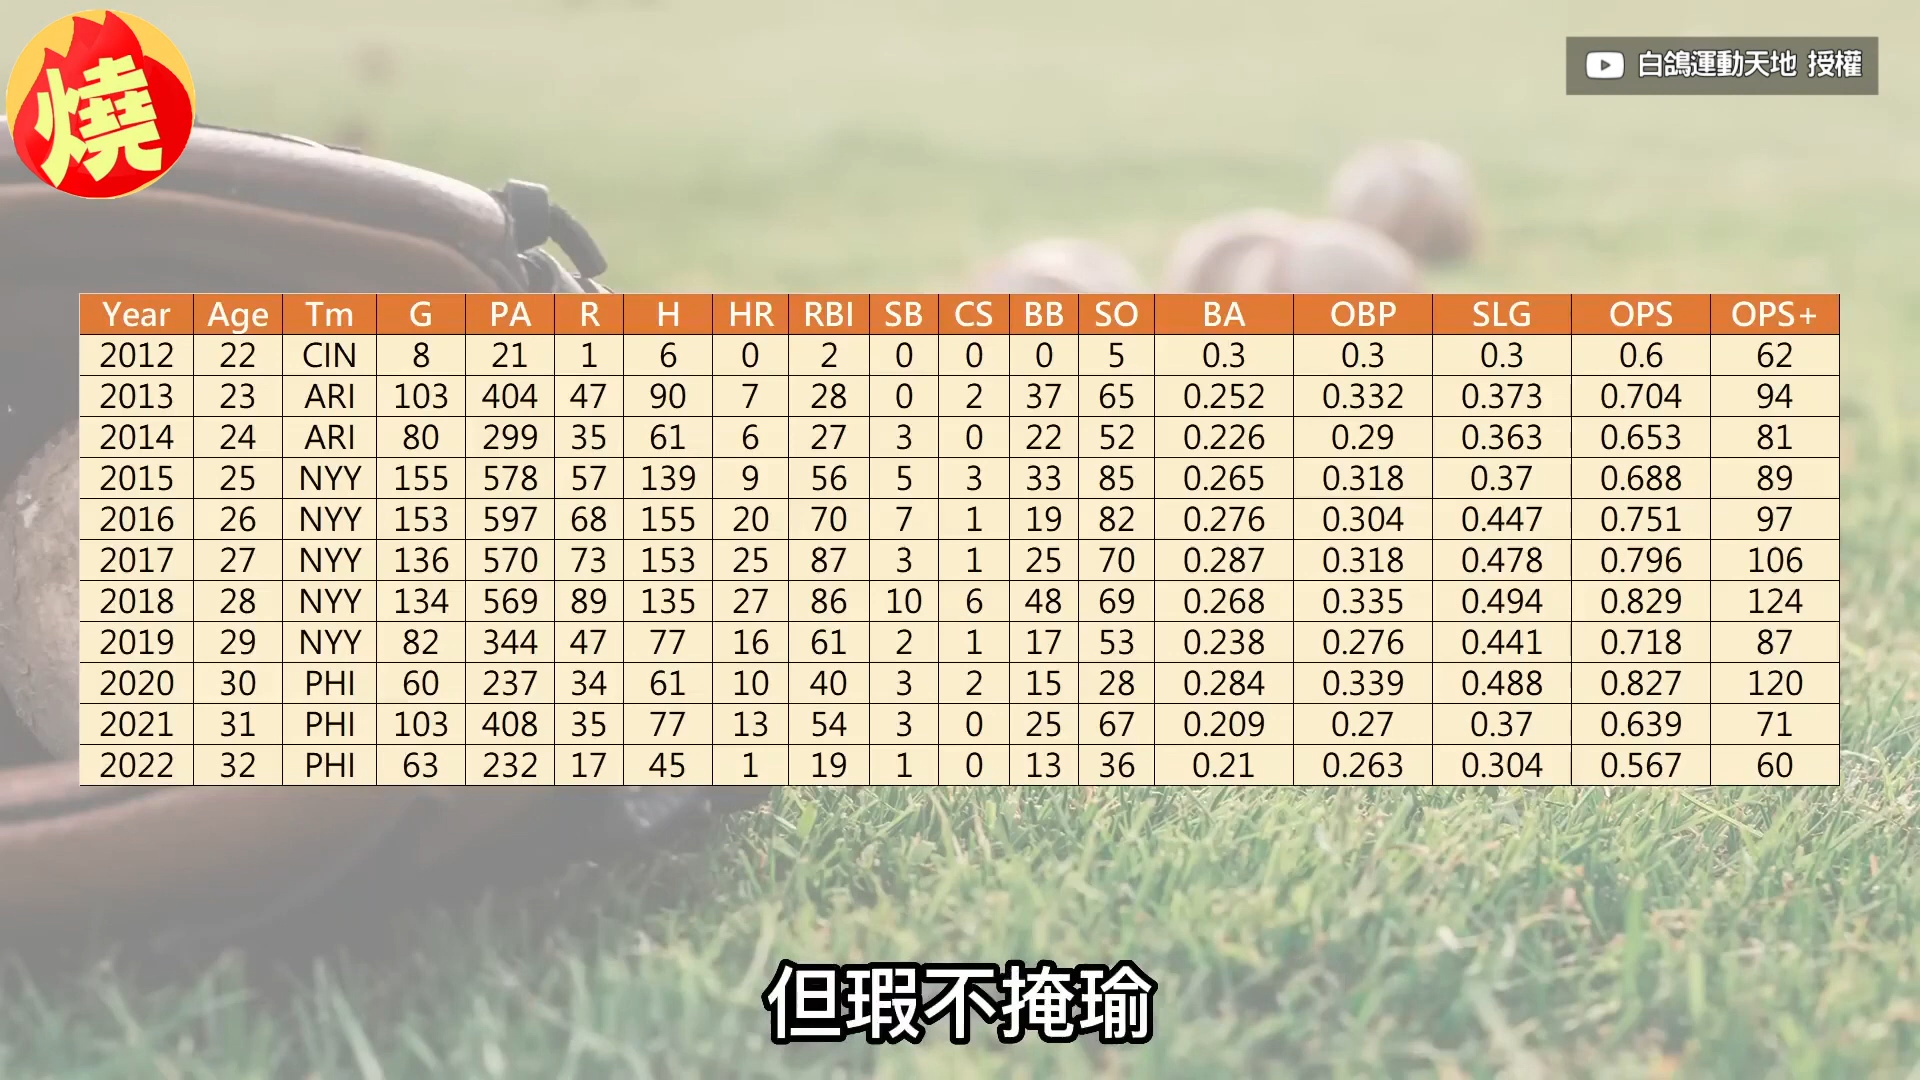 燒
白鴿運動天地 授權
Year Age Tm G PA R H HR RBI SB CS BB SO BA OBP SLG OPS OPS+
2012 22 CIN 8 21 1 6 0 2 0 0 0 5 0.3 0.3 0.3 0.6 62
2013 23 ARI 103 404 47 90 7 28 0 2 37 65 0.252 0.332 0.373 0.704 94
2014 24 ARI 80 299 35 61 6 27 3 0 22 52 0.226 0.29 0.363 0.653 81
2015 25 NYY 155 578 57 139 9 56 5 3 33 85 0.265 0.318 0.37 0.688 89
2016 26 NYY 153 597 68 155 20 70 7 1 19 82 0.276 0.304 0.447 0.751 97
2017 27 NYY 136 570 73 153 25 87 3 1 25 70 0.287 0.318 0.478 0.796 106
2018 28 NYY 134 569 89 135 27 86 10 6 48 69 0.268 0.335 0.494 0.829 124
2019 29 NYY 82 344 47 77 16 61 2 1 17 53 0.238 0.276 0.441 0.718 87
2020 30 PHI 60 237 34 61 10 40 3 2 15 28 0.284 0.339 0.488 0.827 120
2021 31 PHI 103 408 35 77 13 54 3 0 25 67 0.209 0.27 0.37 0.639 71
2022 32 PHI 63 232 17 45 1 19 1 0 13 36 0.21 0.263 0.304 0.567 60
但瑕不掩瑜